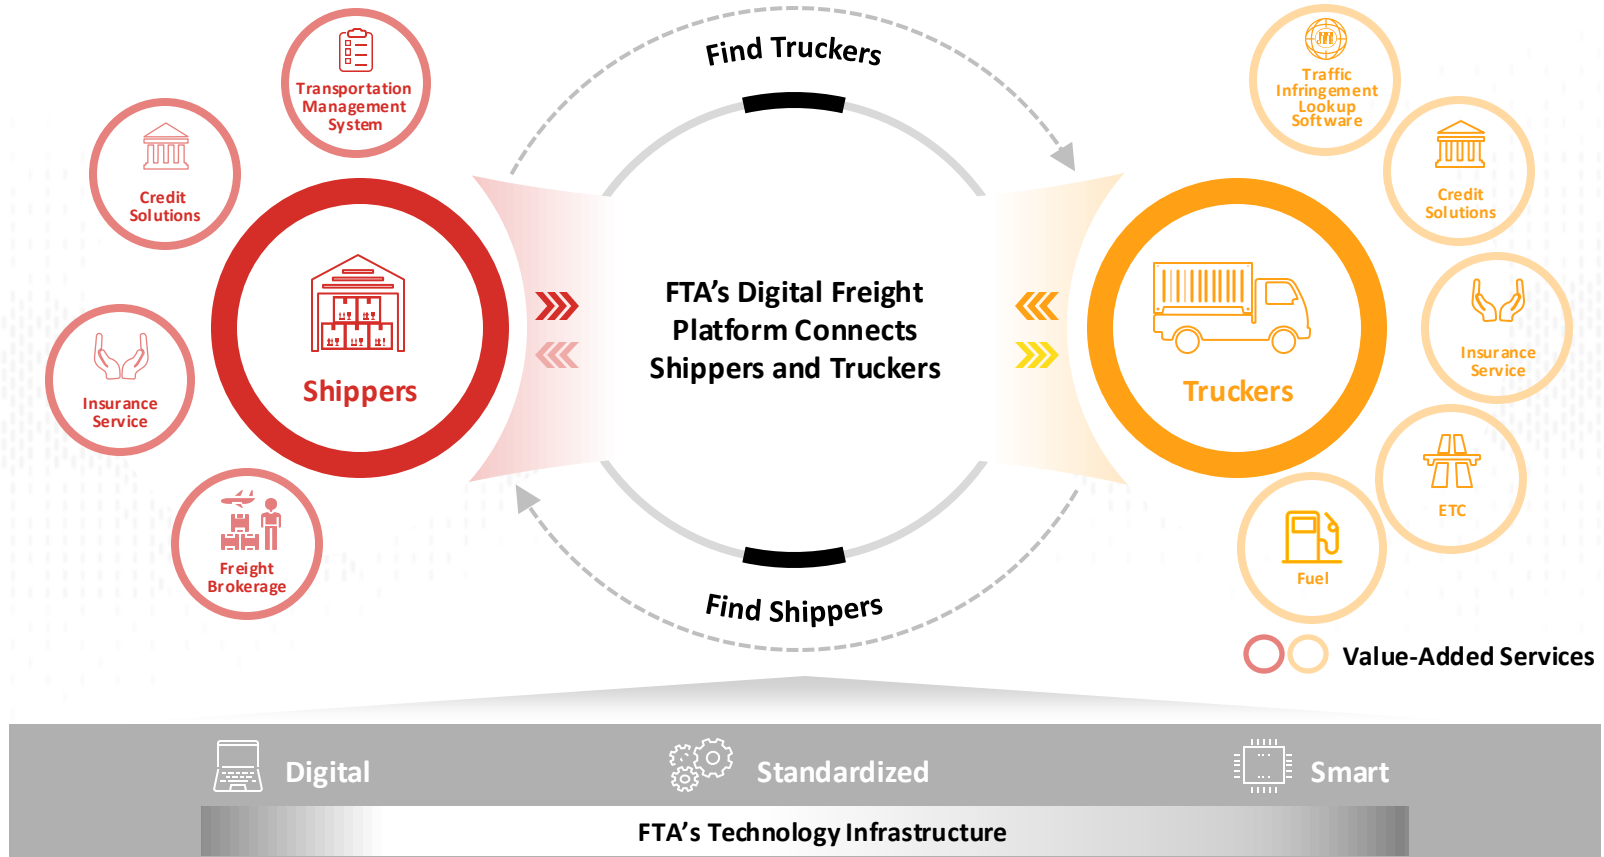 Find Truckers
Transportation
Management
System
Credit
Solutions
Insurance
Service
Freight
Brokerage
Shippers
FTA's Digital Freight
Platform Connects
Shippers and Truckers
Truckers
Traffic
Infringement
Lookup
Software
Credit
Solutions
Insurance
Service
ETC
Fuel
Find Shippers
Value-Added Services
Digital
Standardized
Smart
FTA's Technology Infrastructure